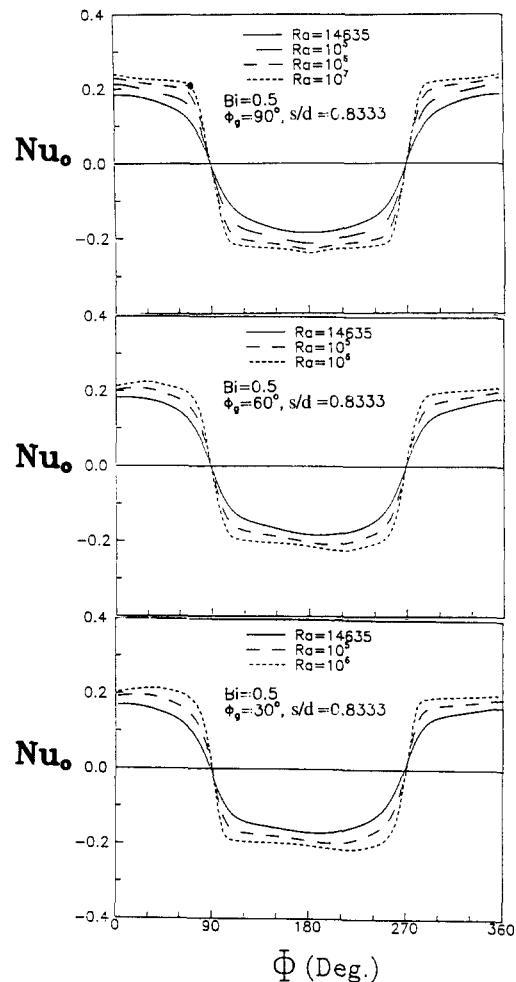 0.4
Ra=14635
Ra=10⁵
Ra=10⁶
Ra=10⁷
0.2
Bi=0.5
Φg=90°, s/d=0.8333
Nuo
0.0
-0.2
0.4
Ra=14635
Ra=10⁵
Ra=10⁶
0.2
Bi=0.5
Φg=60°, s/d=0.8333
Nuo
0.0
-0.2
0.4
Ra=14635
Ra=10⁵
Ra=10⁶
0.2
Bi=0.5
Φg=30°, s/d=0.8333
Nuo
0.0
-0.2
-0.4
0 90 180 270 360
Φ (Deg.)